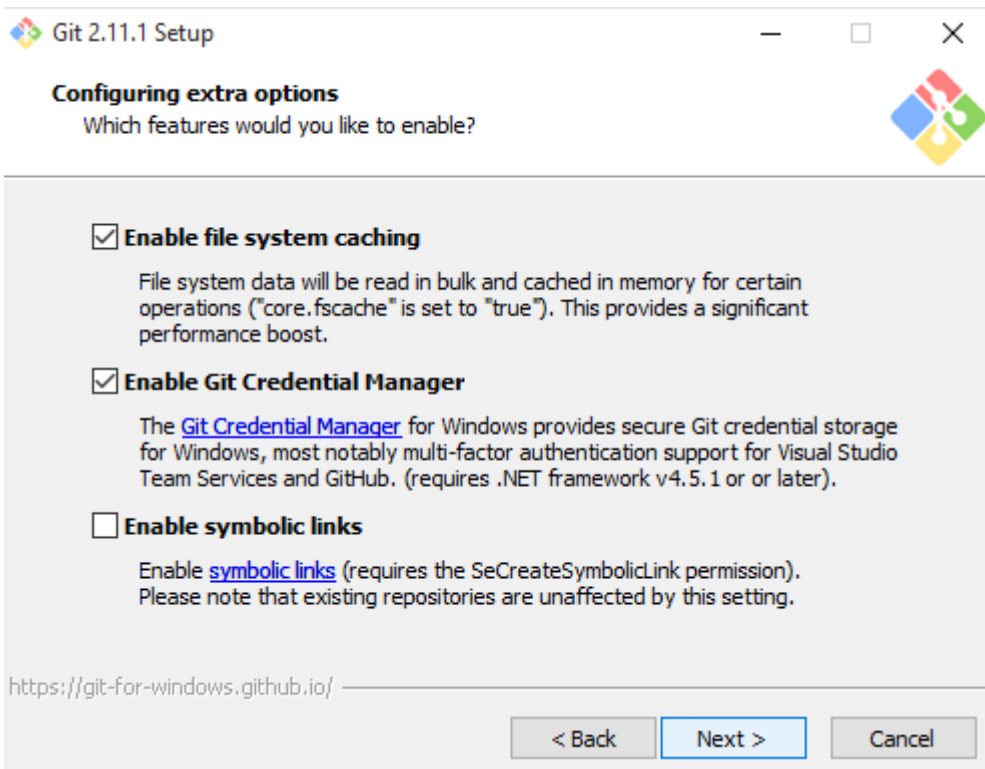 Git 2.11.1 Setup
Configuring extra options
Which features would you like to enable?
Enable file system caching
File system data will be read in bulk and cached in memory for certain
operations ("core.fscache" is set to "true"). This provides a significant
performance boost.
Enable Git Credential Manager
The Git Credential Manager for Windows provides secure Git credential storage
for Windows, most notably multi-factor authentication support for Visual Studio
Team Services and GitHub. (requires .NET framework v4.5.1 or or later).
Enable symbolic links
Enable symbolic links (requires the SeCreateSymbolicLink permission).
Please note that existing repositories are unaffected by this setting.
https://git-for-windows.github.io/
< Back Next > Cancel